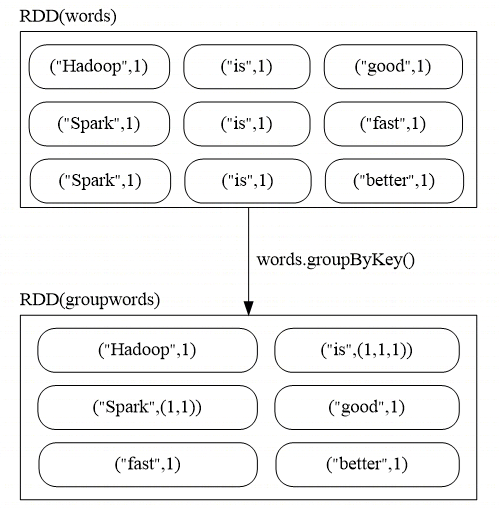 RDD(words)
("Hadoop",1) ("is",1) ("good",1)
("Spark",1) ("is",1) ("fast",1)
("Spark",1) ("is",1) ("better",1)
words.groupByKey()
RDD(groupwords)
("Hadoop",1) ("is",(1,1,1))
("Spark",(1,1)) ("good",1)
("fast",1) ("better",1)